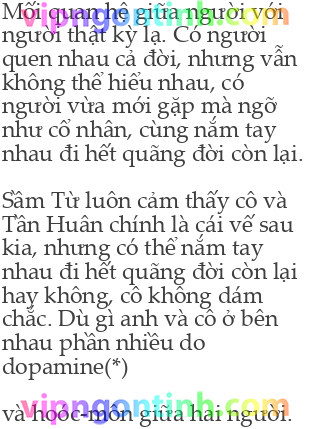 Mối quan hệ giữa người với
người thật kỳ lạ. Có người
quen nhau cả đời, nhưng vẫn
không thể hiểu nhau, có
người vừa mới gặp mà ngỡ
như cổ nhân, cùng nắm tay
nhau đi hết quãng đời còn lại.
Sầm Từ luôn cảm thấy cô và
Tần Huân chính là cái vế sau
kia, nhưng có thể nắm tay
nhau đi hết quãng đời còn lại
hay không, cô không dám
chắc. Dù gì anh và cô ở bên
nhau phần nhiều do
dopamine(*)
vipngontinh.com
và hoóc-môn giữa hai người.
vipngontinh.com